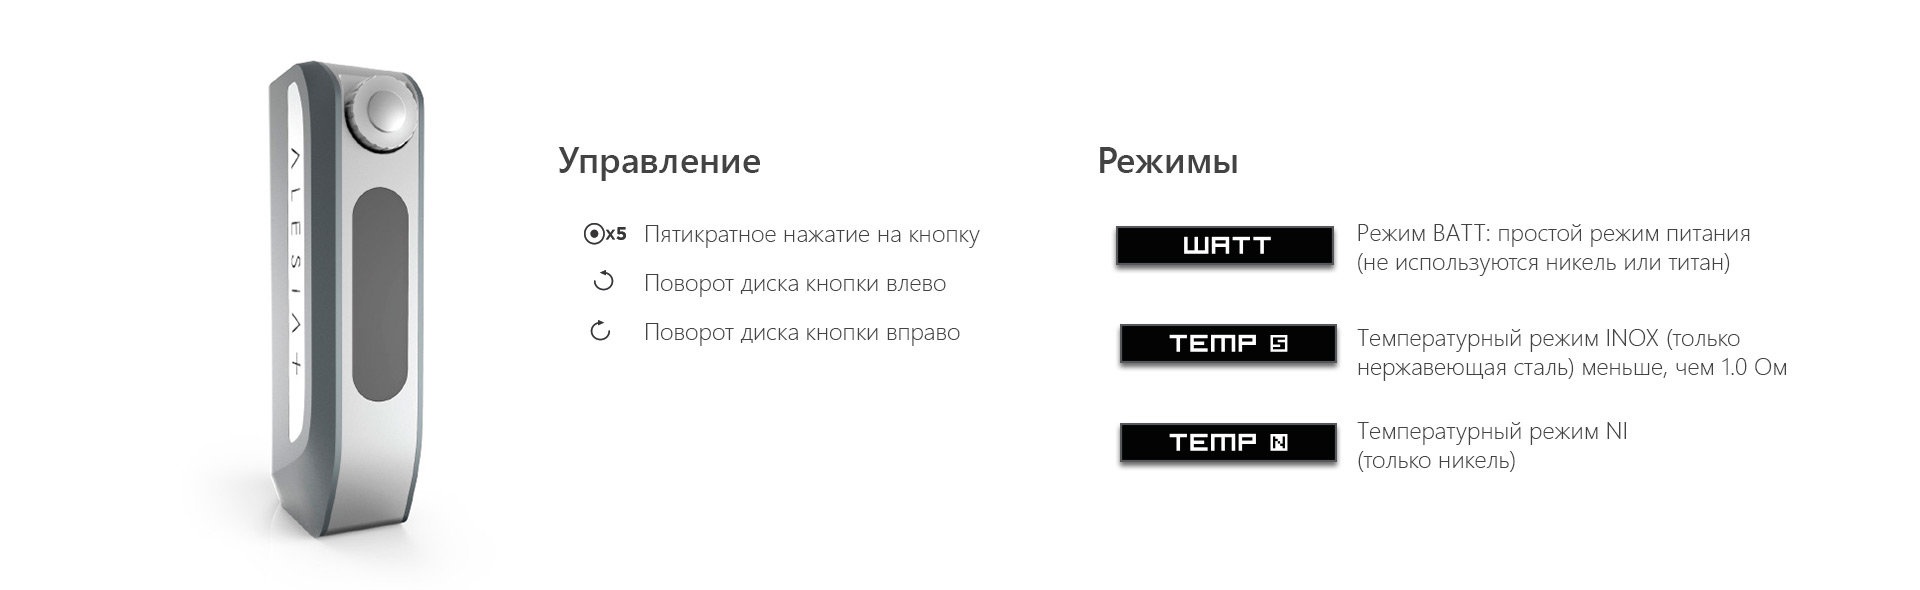 ALESIA+
Управление
x5 Пятикратное нажатие на кнопку
Поворот диска кнопки влево
Поворот диска кнопки вправо
Режимы
WATT
Режим ВАТТ: простой режим питания
(не используются никель или титан)
TEMP S
Температурный режим INOX (только
нержавеющая сталь) меньше, чем 1.0 Ом
TEMP N
Температурный режим NI
(только никель)